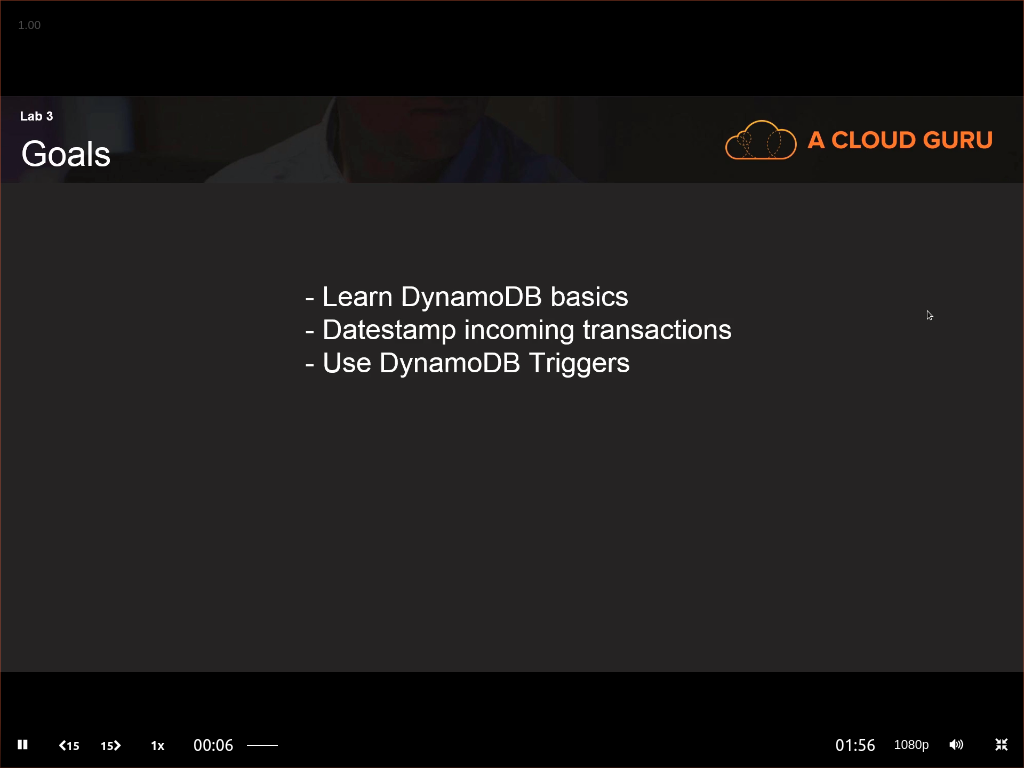 1.00
Lab 3
Goals
A CLOUD GURU
- Learn DynamoDB basics
- Datestamp incoming transactions
- Use DynamoDB Triggers
15 15 1x 00:06 01:56 1080p